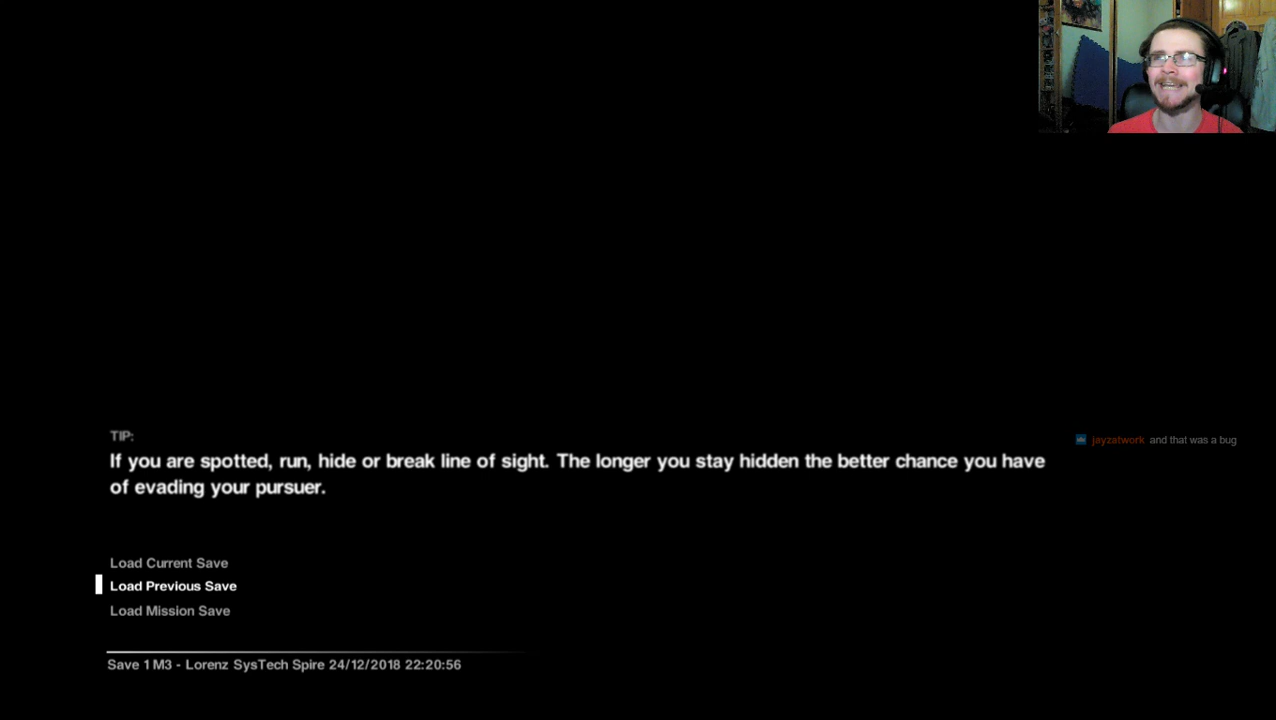 TIP:
If you are spotted, run, hide or break line of sight. The longer you stay hidden the better chance you have
of evading your pursuer.
jayzatwork and that was a bug
Load Current Save
Load Previous Save
Load Mission Save
Save 1 M3 - Lorenz SysTech Spire 24/12/2018 22:20:56